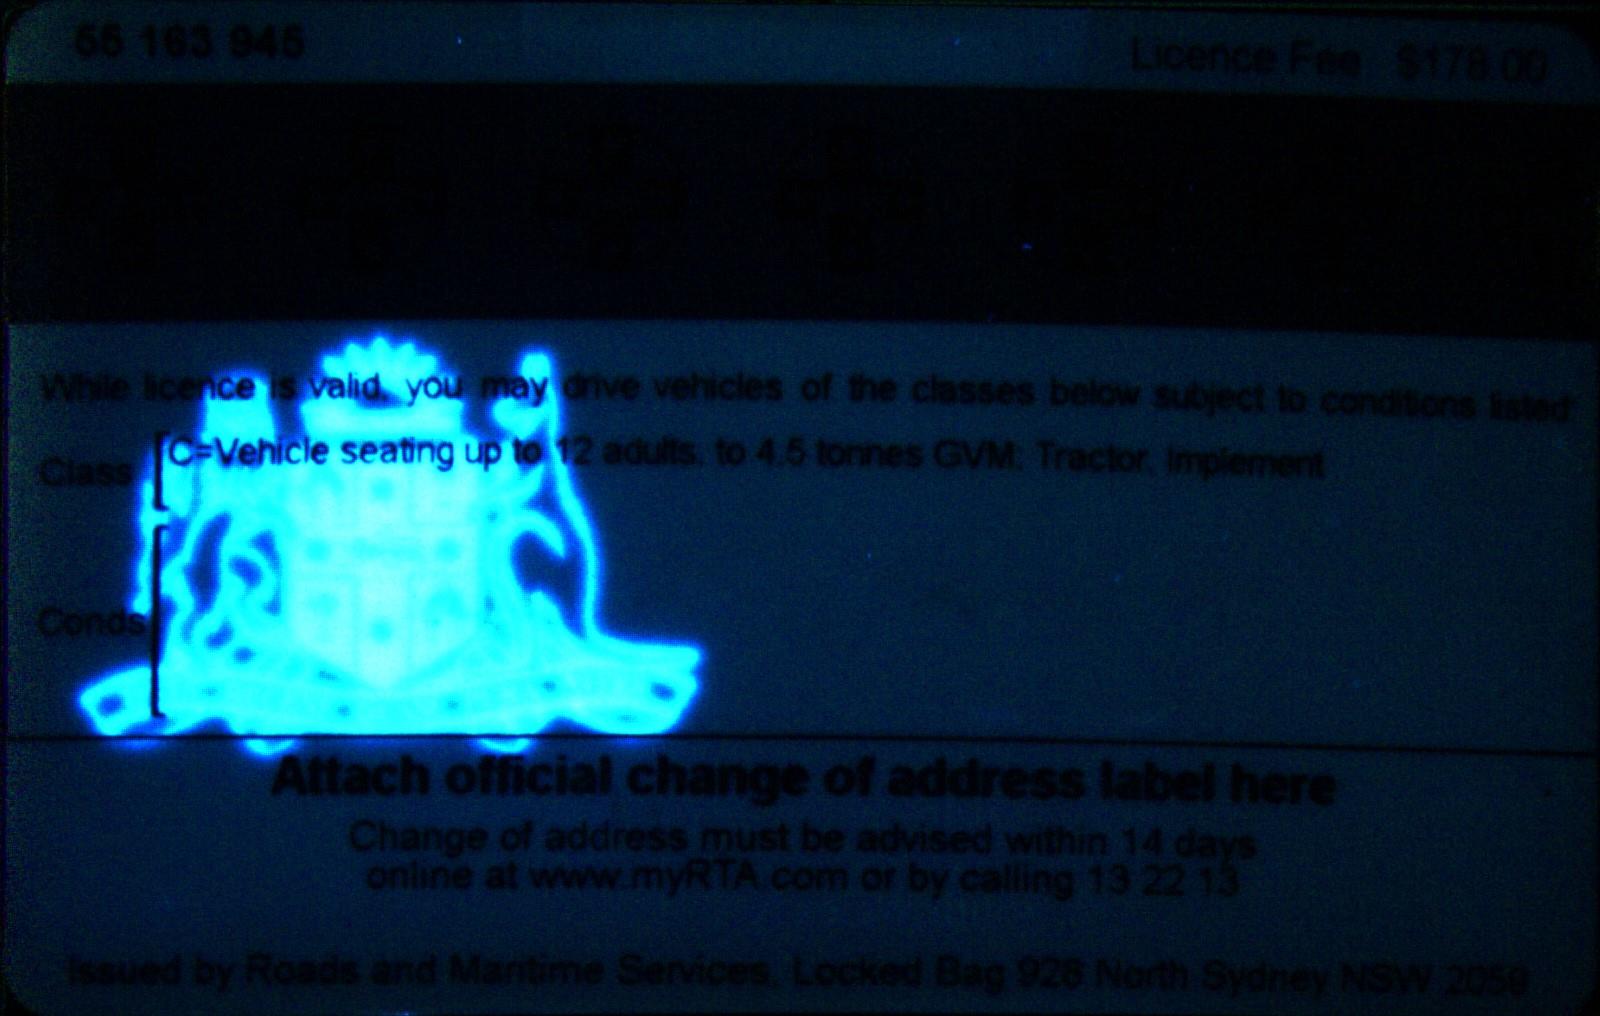 55 163 945
Licence Fee $178.00
While licence is valid, you may drive vehicles of the classes below subject to conditions listed:
Class [C=Vehicle seating up to 12 adults, to 4.5 tonnes GVM; Tractor, Implement
Conds
Attach official change of address label here
Change of address must be advised within 14 days
online at www.myRTA.com or by calling 13 22 13
Issued by Roads and Maritime Services, Locked Bag 928 North Sydney NSW 2059